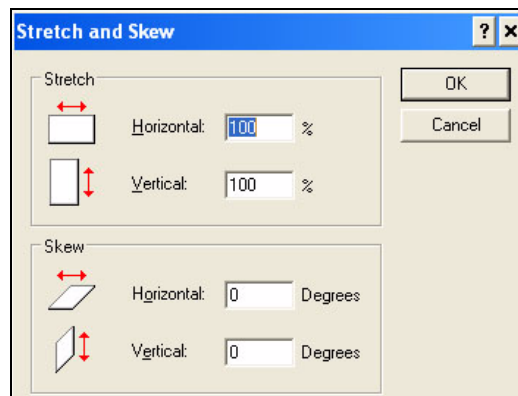 Stretch and Skew
Stretch
OK
Horizontal: 100 %
Cancel
Vertical: 100 %
Skew
Horizontal: 0 Degrees
Vertical: 0 Degrees